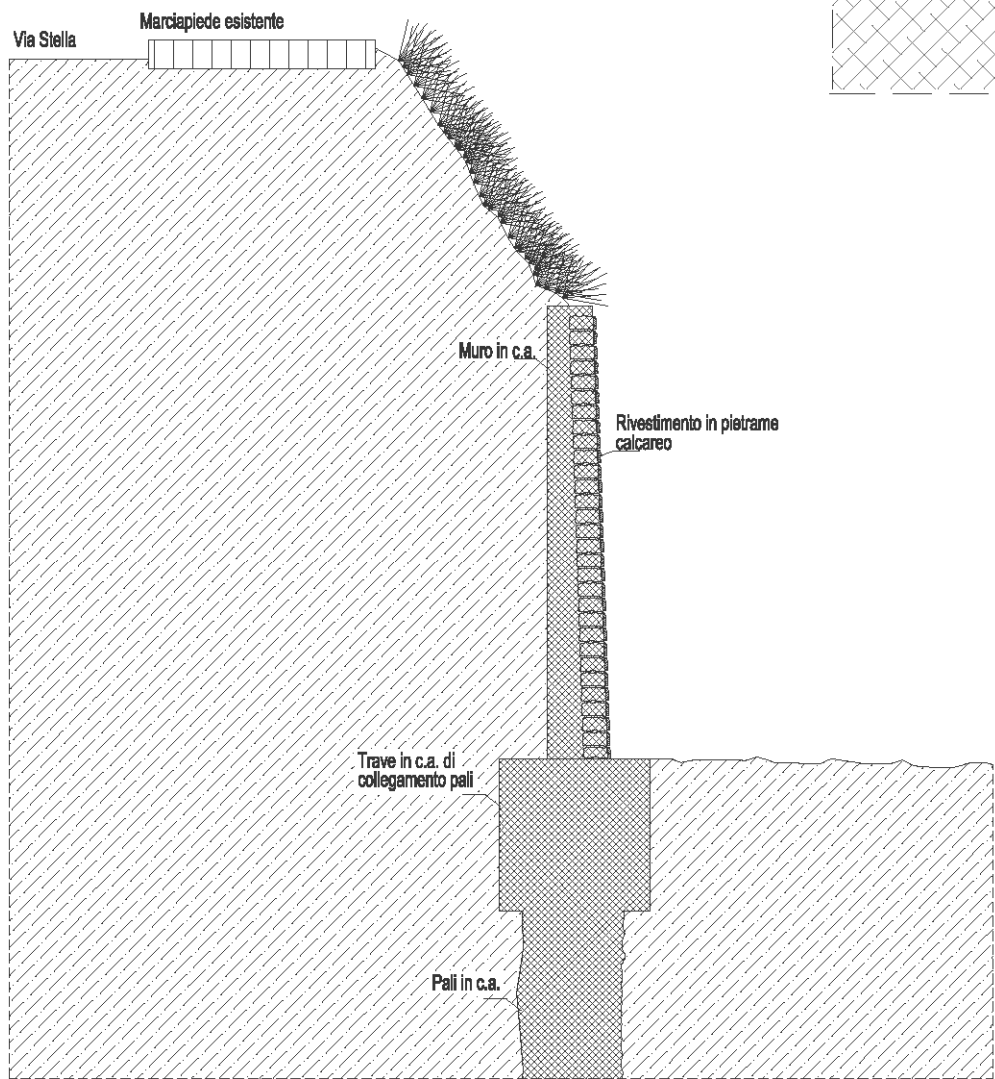 Marciapiede esistente
Via Stella
Muro in c.a.
Rivestimento in pietrame
calcareo
Trave in c.a. di
collegamento pali
Pali in c.a.